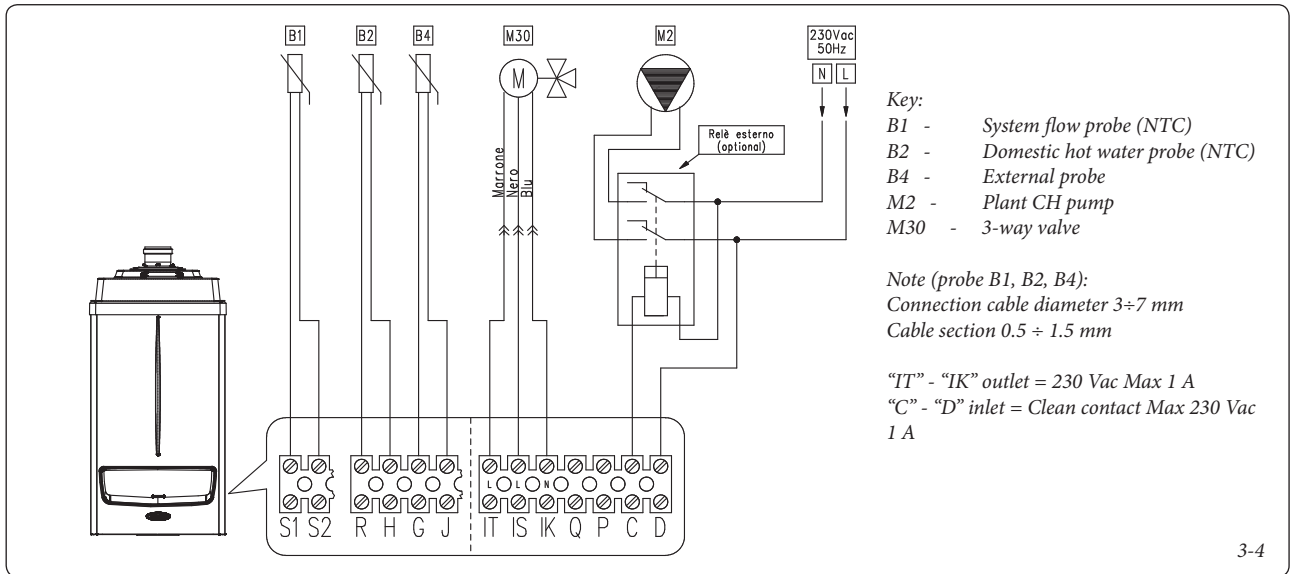 B1 B2 B4 M30 M2 230Vac 50Hz
N L
M
Relè esterno
(optional)
Marrone
Nero
Blu
Key:
B1 - System flow probe (NTC)
B2 - Domestic hot water probe (NTC)
B4 - External probe
M2 - Plant CH pump
M30 - 3-way valve
Note (probe B1, B2, B4):
Connection cable diameter 3÷7 mm
Cable section 0.5 ÷ 1.5 mm
“IT” - “IK” outlet = 230 Vac Max 1 A
“C” - “D” inlet = Clean contact Max 230 Vac
1 A
L L N
S1 S2 R H G J IT IS IK Q P C D
3-4